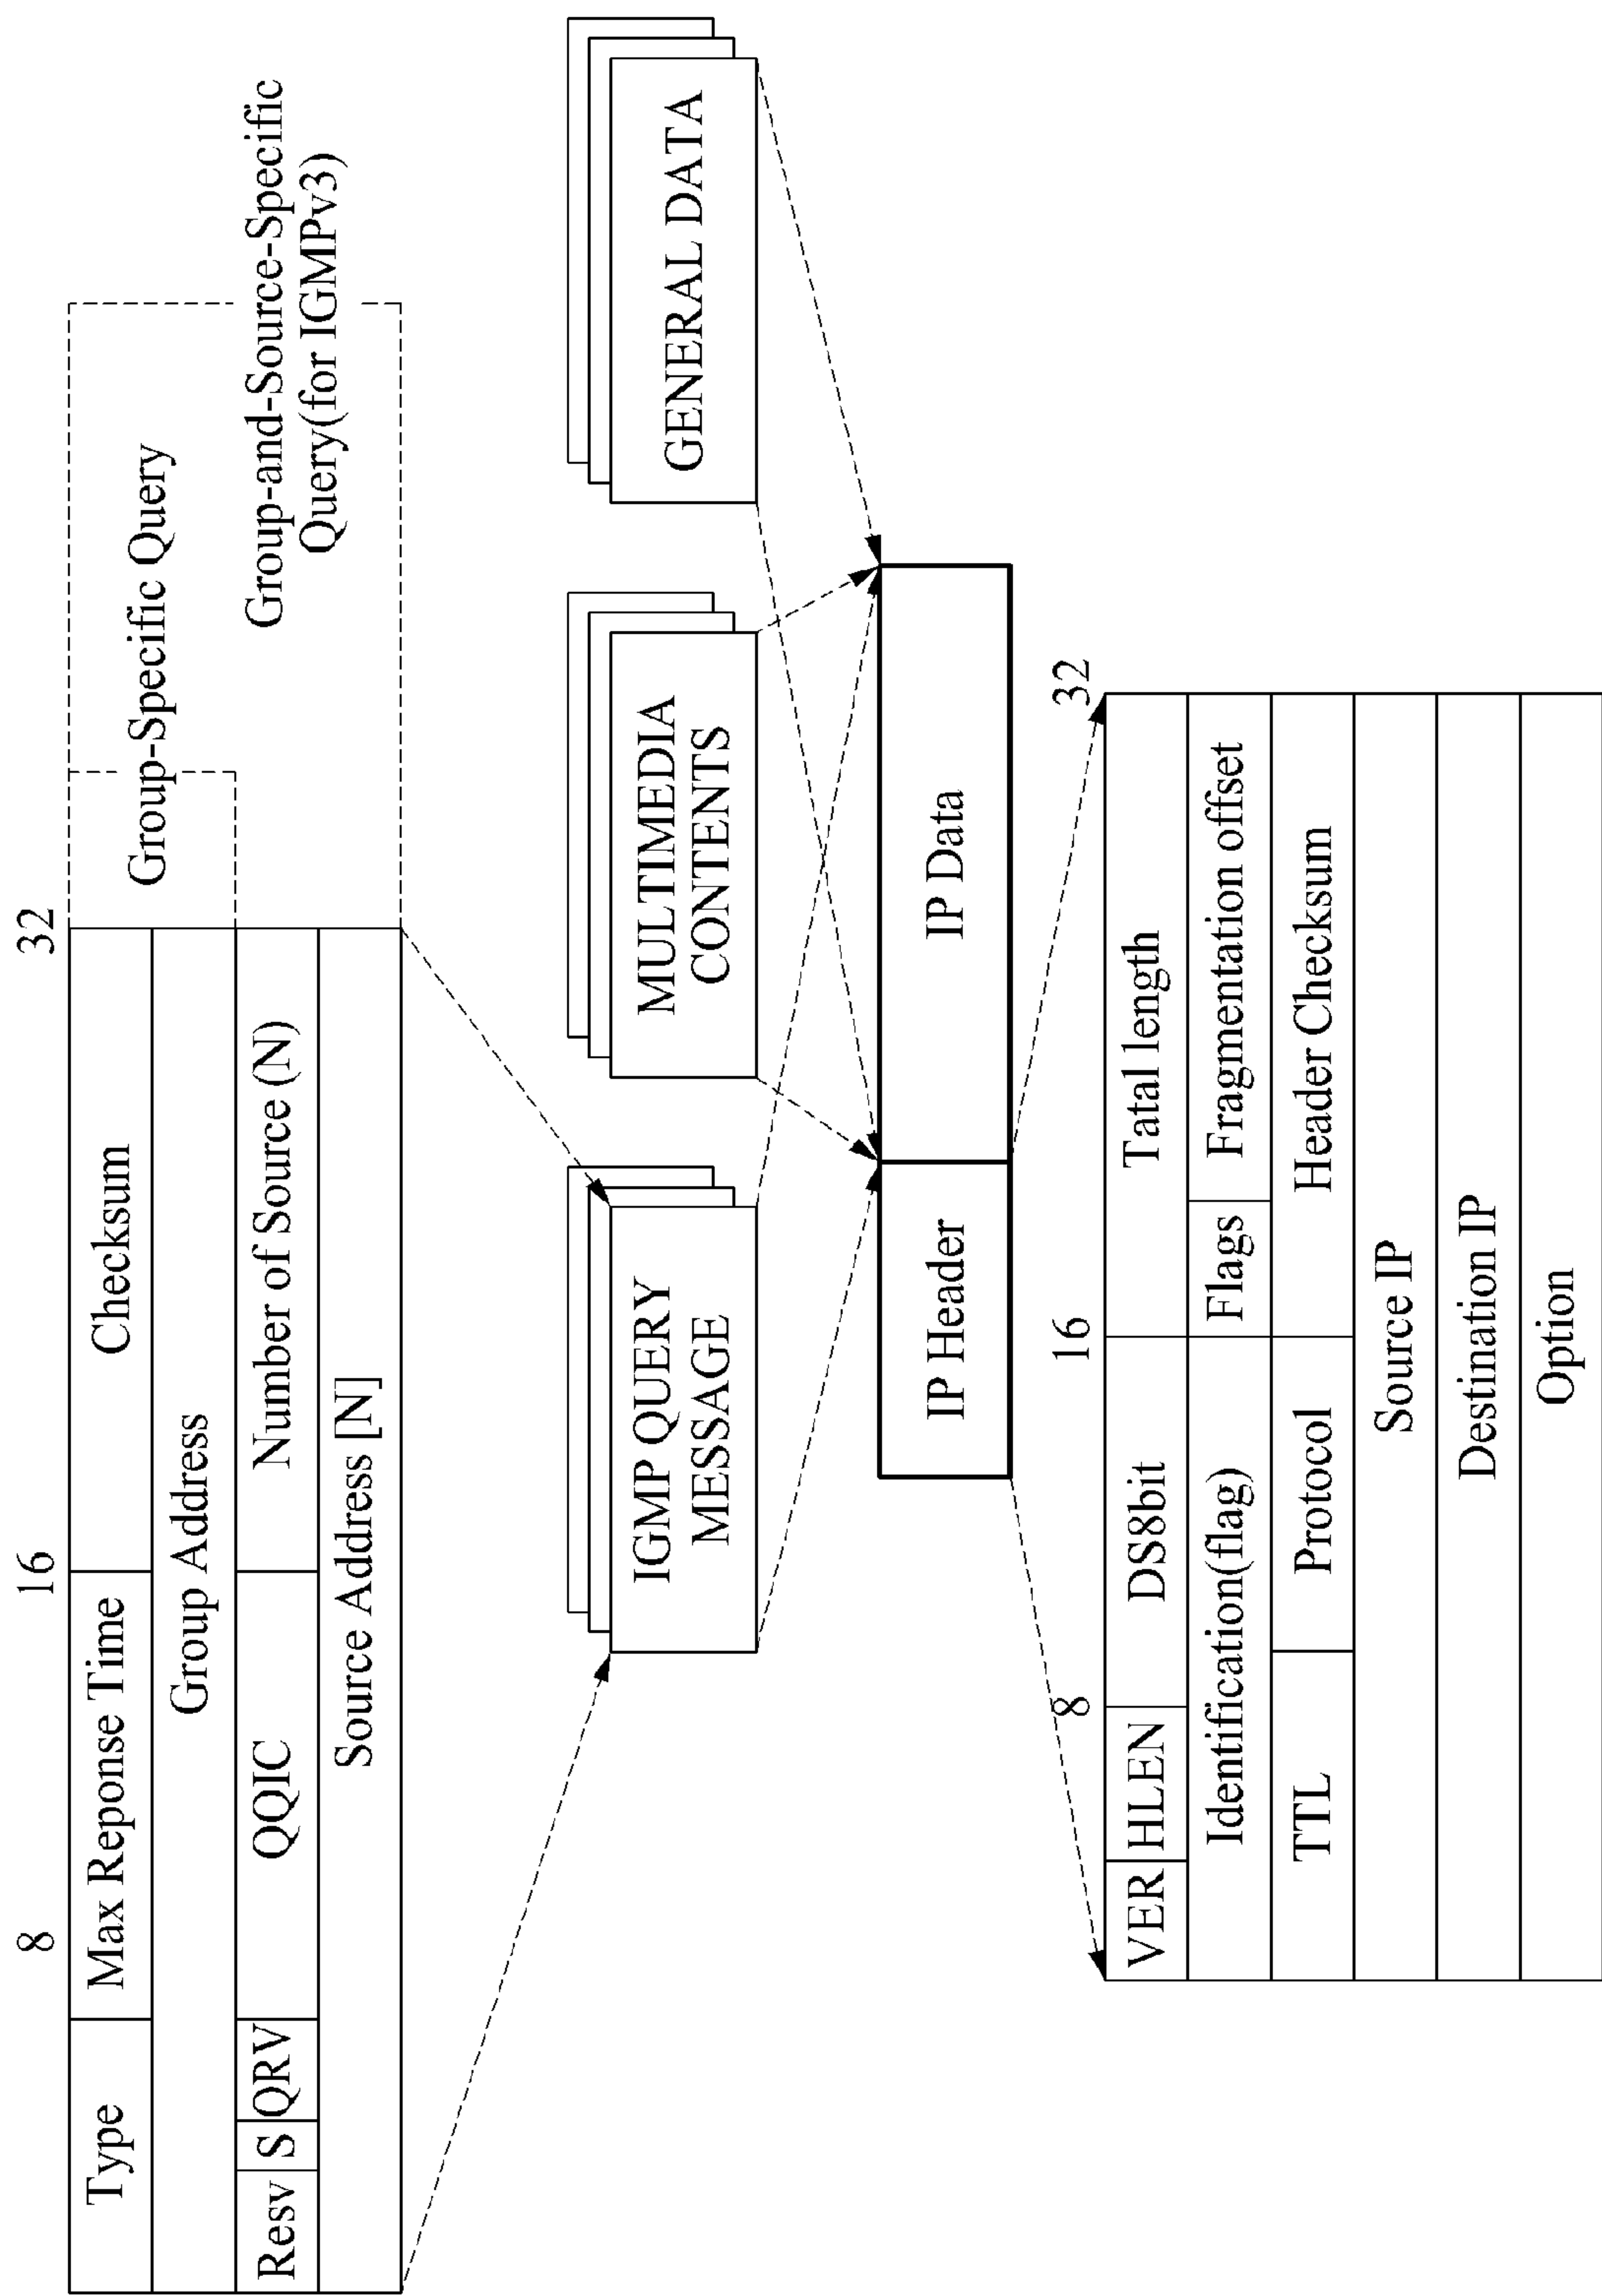 8
16
32
Type
Max Reponse Time
Checksum
Group Address
Resv
S
QRV
QQIC
Number of Source (N)
Source Address [N]
Group-Specific Query
Group-and-Source-Specific
Query(for IGMPv3)
IGMP QUERY
MESSAGE
MULTIMEDIA
CONTENTS
GENERAL DATA
IP Header
IP Data
8
16
32
VER
HLEN
DS8bit
Tatal length
Identification(flag)
Flags
Fragmentation offset
TTL
Protocol
Header Checksum
Source IP
Destination IP
Option